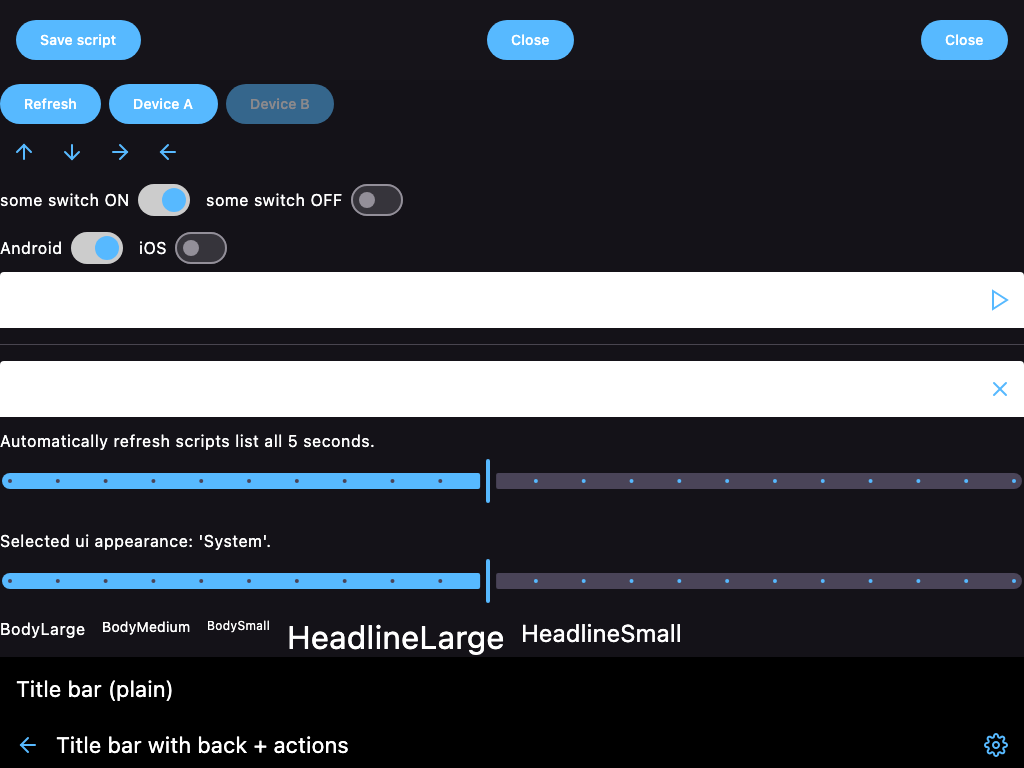 Save script Close Close
Refresh Device A Device B
some switch ON some switch OFF
Android iOS
Automatically refresh scripts list all 5 seconds.
Selected ui appearance: 'System'.
BodyLarge BodyMedium BodySmall HeadlineLarge HeadlineSmall
Title bar (plain)
Title bar with back + actions